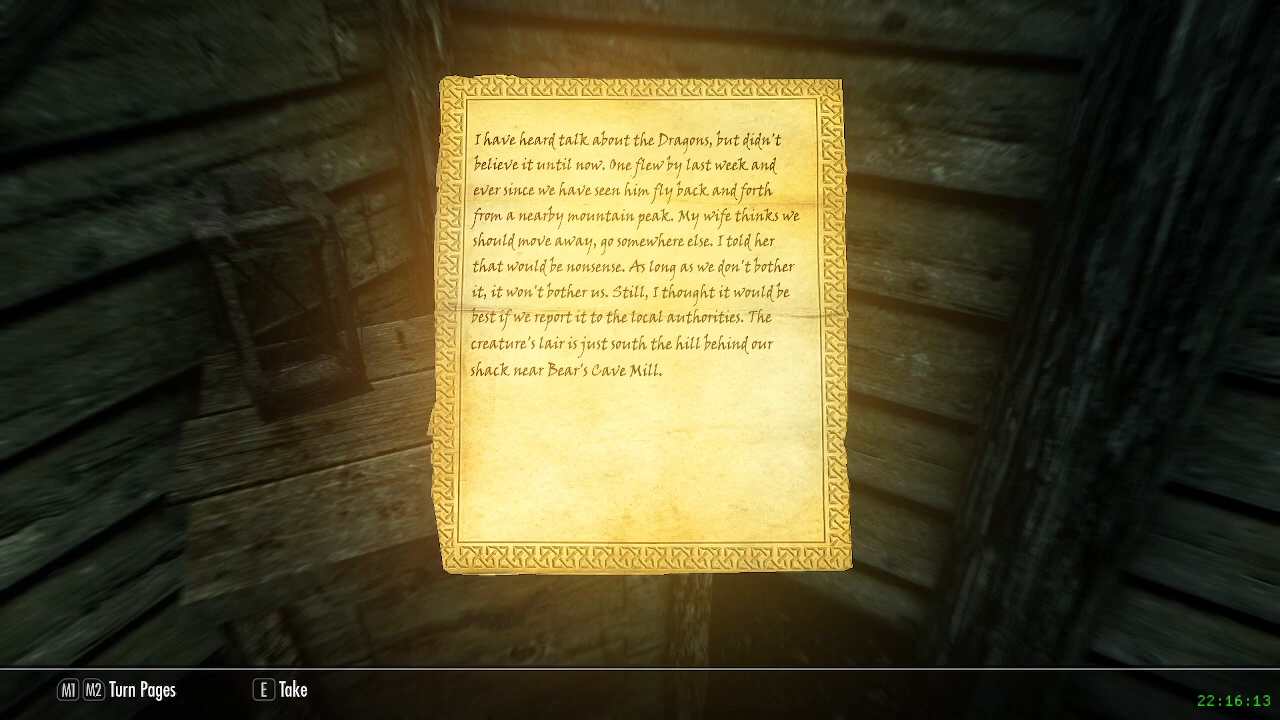 I have heard talk about the Dragons, but didn't
believe it until now. One flew by last week and
ever since we have seen him fly back and forth
from a nearby mountain peak. My wife thinks we
should move away, go somewhere else. I told her
that would be nonsense. As long as we don't bother
it, it won't bother us. Still, I thought it would be
best if we report it to the local authorities. The
creature's lair is just south the hill behind our
shack near Bear's Cave Mill.
M1 M2 Turn Pages E Take
22:16:13